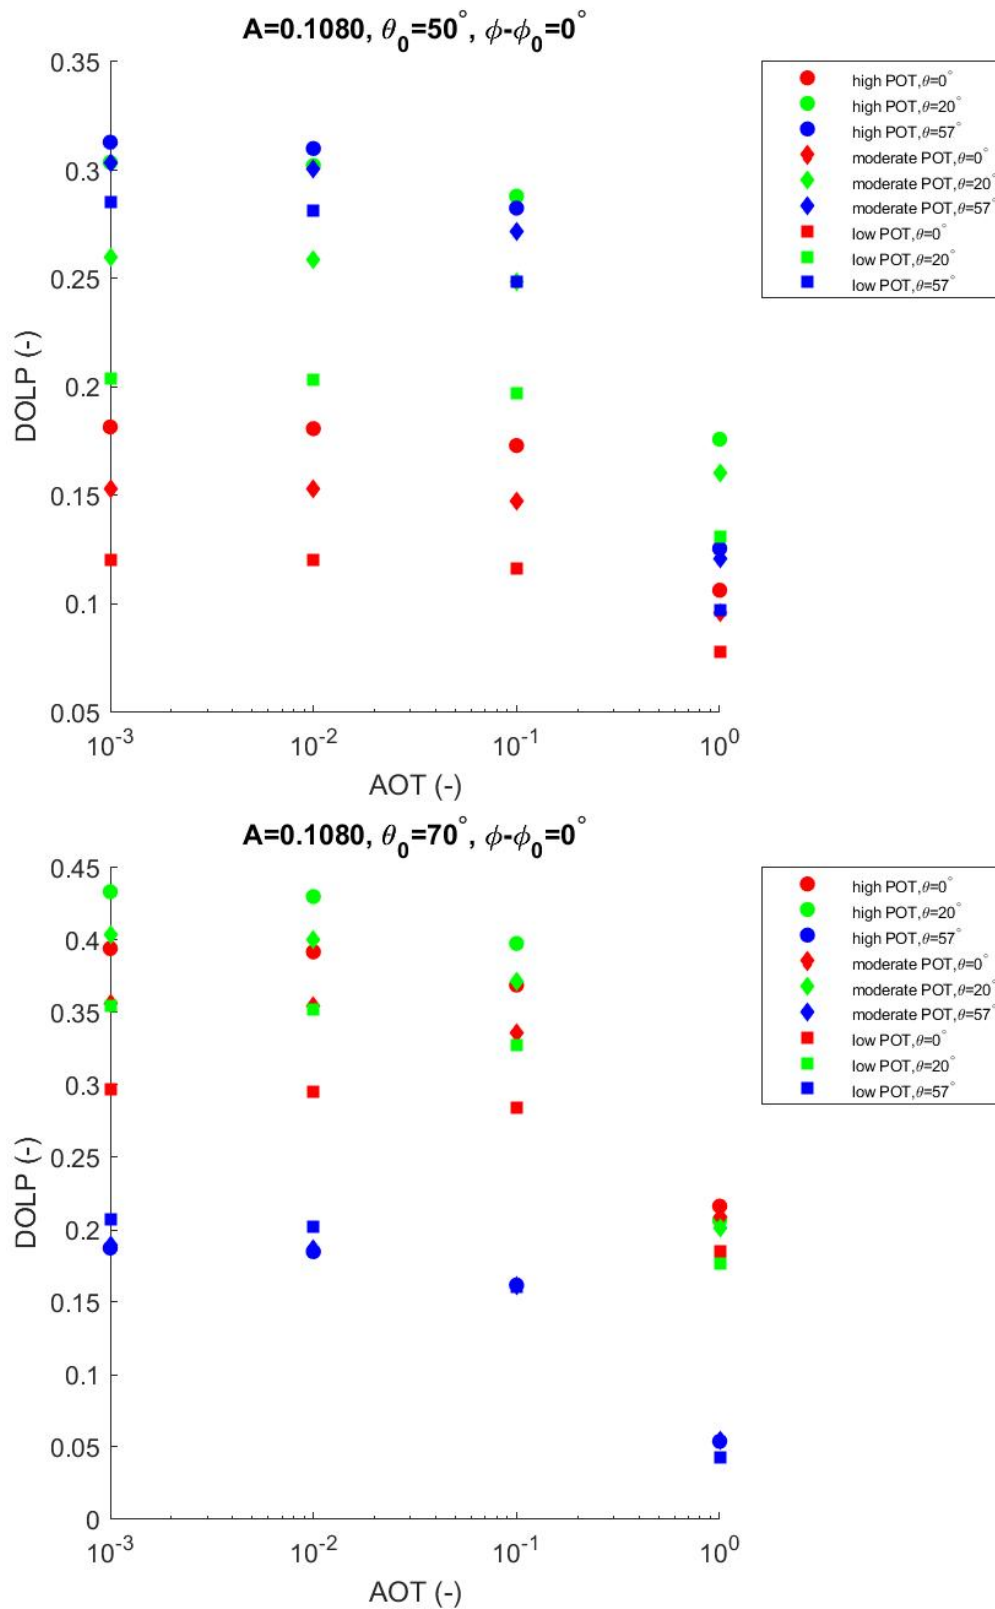 A=0.1080, θ₀=50°, ϕ-ϕ₀=0°
0.35
0.3
0.25
0.2
0.15
0.1
0.05
DOLP (-)
10⁻³ 10⁻² 10⁻¹ 10⁰
AOT (-)
high POT,θ=0°
high POT,θ=20°
high POT,θ=57°
moderate POT,θ=0°
moderate POT,θ=20°
moderate POT,θ=57°
low POT,θ=0°
low POT,θ=20°
low POT,θ=57°
A=0.1080, θ₀=70°, ϕ-ϕ₀=0°
0.45
0.4
0.35
0.3
0.25
0.2
0.15
0.1
0.05
0
DOLP (-)
10⁻³ 10⁻² 10⁻¹ 10⁰
AOT (-)
high POT,θ=0°
high POT,θ=20°
high POT,θ=57°
moderate POT,θ=0°
moderate POT,θ=20°
moderate POT,θ=57°
low POT,θ=0°
low POT,θ=20°
low POT,θ=57°